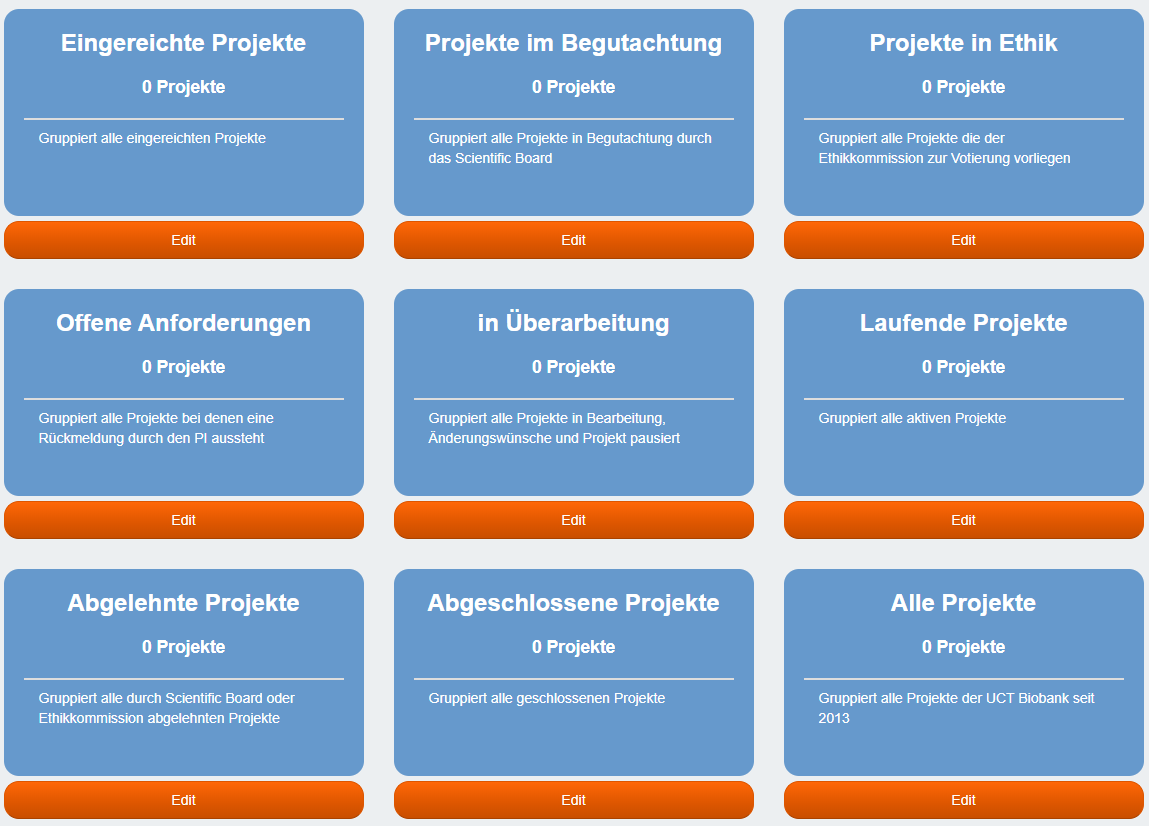 Eingereichte Projekte
0 Projekte
Gruppiert alle eingereichten Projekte
Edit
Projekte im Begutachtung
0 Projekte
Gruppiert alle Projekte in Begutachtung durch
das Scientific Board
Edit
Projekte in Ethik
0 Projekte
Gruppiert alle Projekte die der
Ethikkommission zur Votierung vorliegen
Edit
Offene Anforderungen
0 Projekte
Gruppiert alle Projekte bei denen eine
Rückmeldung durch den PI aussteht
Edit
in Überarbeitung
0 Projekte
Gruppiert alle Projekte in Bearbeitung,
Änderungswünsche und Projekt pausiert
Edit
Laufende Projekte
0 Projekte
Gruppiert alle aktiven Projekte
Edit
Abgelehnte Projekte
0 Projekte
Gruppiert alle durch Scientific Board oder
Ethikkommission abgelehnten Projekte
Edit
Abgeschlossene Projekte
0 Projekte
Gruppiert alle geschlossenen Projekte
Edit
Alle Projekte
0 Projekte
Gruppiert alle Projekte der UCT Biobank seit
2013
Edit